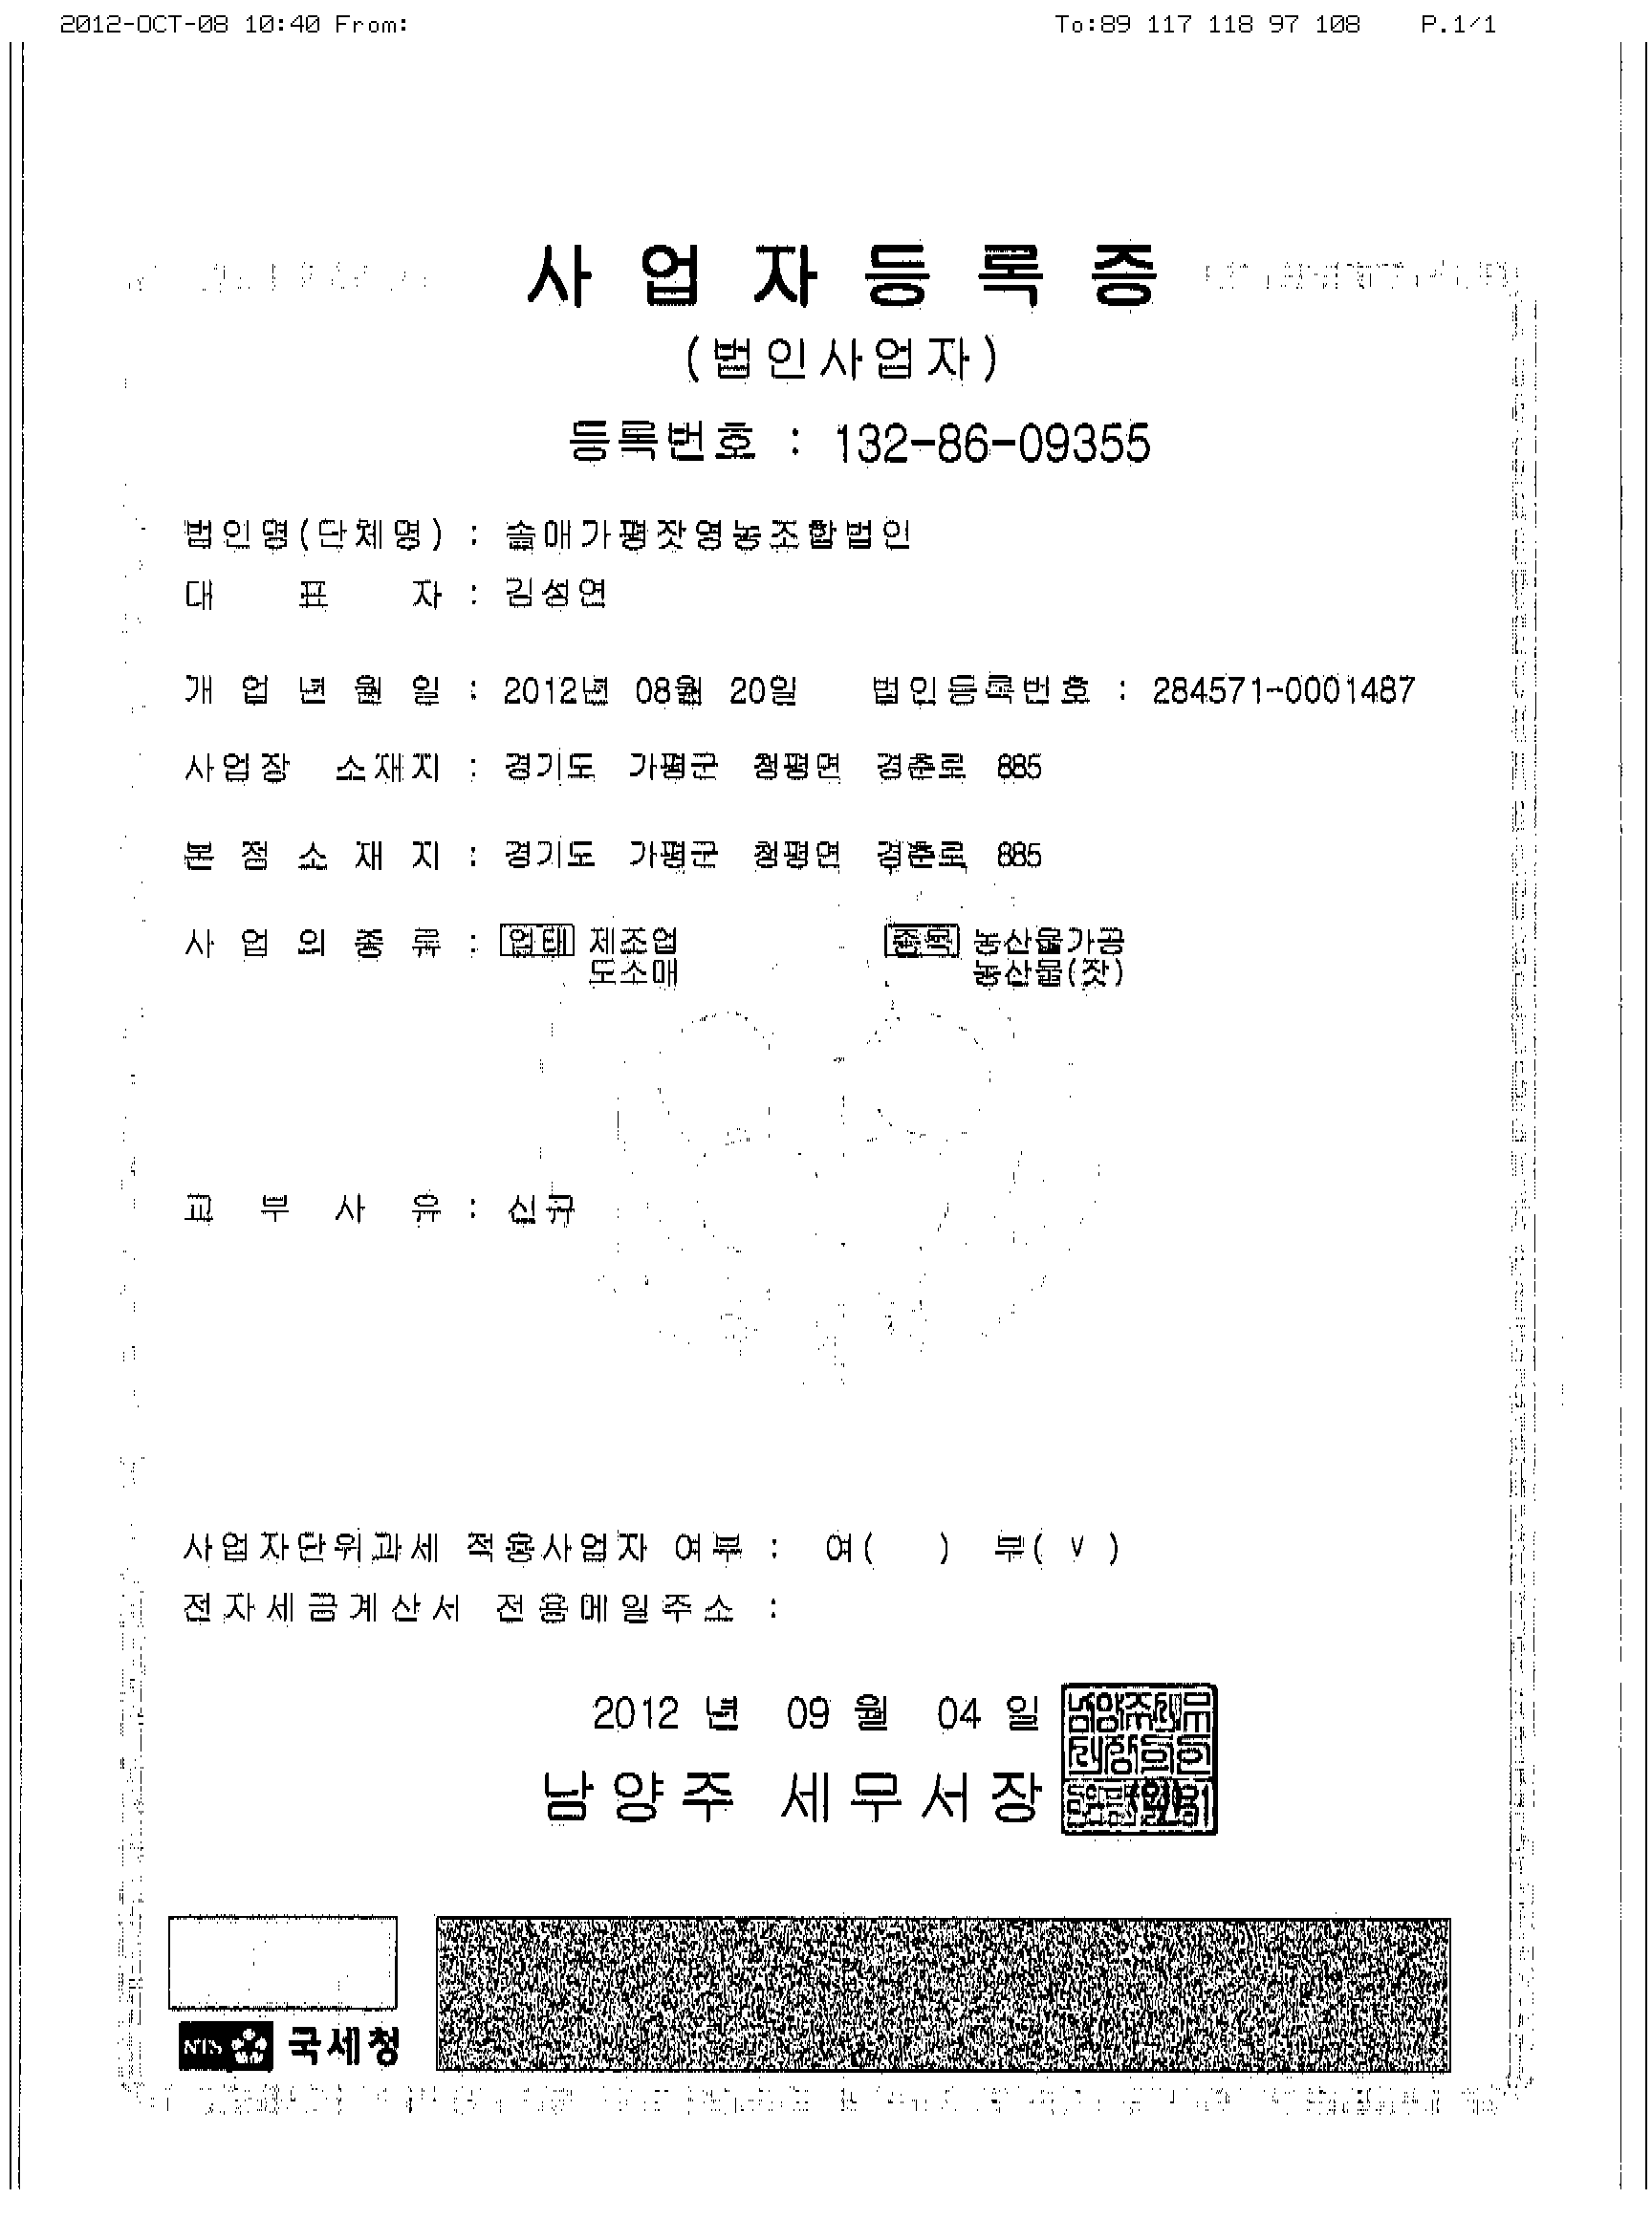 2012-OCT-08 10:40 From: To:89 117 118 97 108 P.1/1
사업자등록증
(법인사업자)
등록번호 : 132-86-09355
법인명(단체명) : 솔매가평잣영농조합법인
대 표 자 : 김성연
개 업 년 월 일 : 2012년 08월 20일 법인등록번호 : 284571-0001487
사업장 소재지 : 경기도 가평군 청평면 경춘로 885
본 점 소 재 지 : 경기도 가평군 청평면 경춘로 885
사 업 의 종 류 : 업태 제조업 종목 농산물가공
도소매 농산물(잣)
교 부 사 유 : 신규
사업자단위과세 적용사업자 여부 : 여( ) 부( v )
전자세금계산서 전용메일주소 :
2012 년 09 월 04 일
남양주 세무서장
NTS 국세청